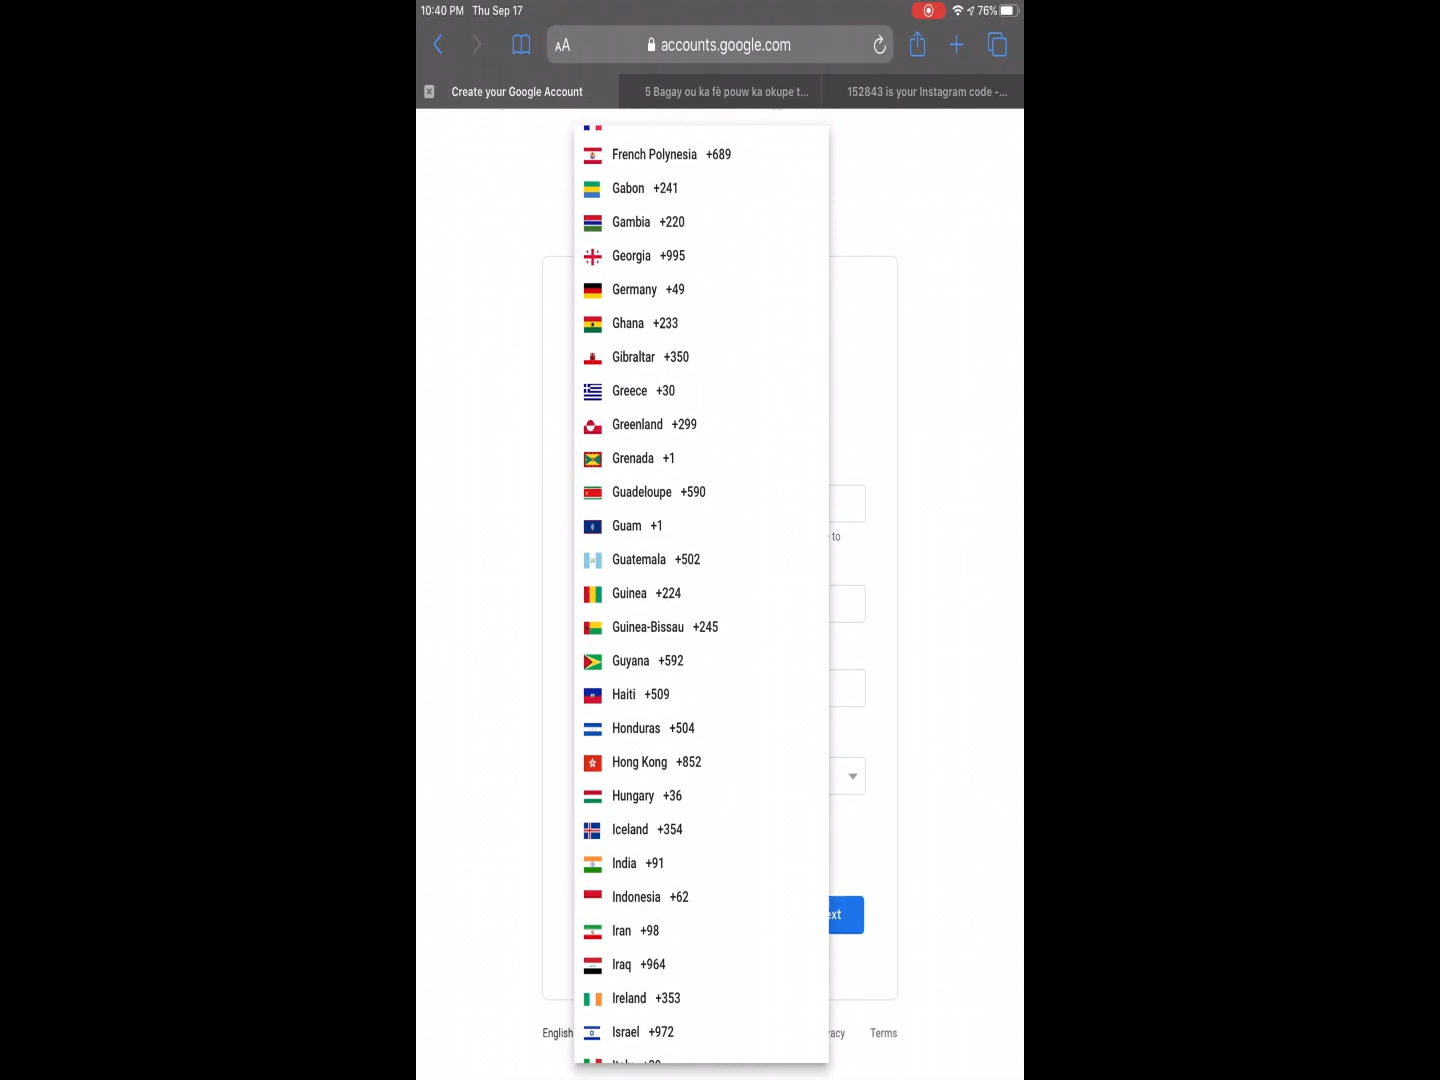 10:40 PM Thu Sep 17
76%
AA
accounts.google.com
Create your Google Account
5 Bagay ou ka fè pouw ka okupe t...
152843 is your Instagram code -...
French Polynesia +689
Gabon +241
Gambia +220
Georgia +995
Germany +49
Ghana +233
Gibraltar +350
Greece +30
Greenland +299
Grenada +1
Guadeloupe +590
Guam +1
to
Guatemala +502
Guinea +224
Guinea-Bissau +245
Guyana +592
Haiti +509
Honduras +504
Hong Kong +852
Hungary +36
Iceland +354
India +91
Indonesia +62
ext
Iran +98
Iraq +964
Ireland +353
Israel +972
English
vacy
Terms